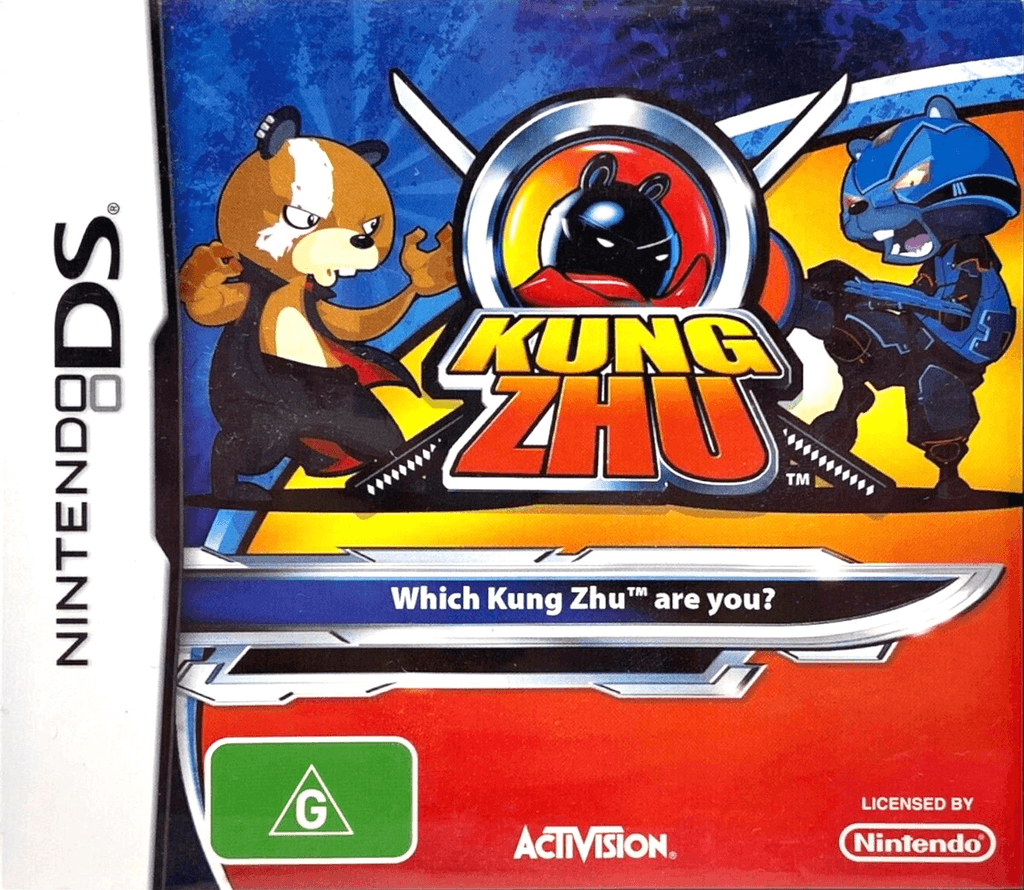 NINTENDO DS®
KUNG
ZHU
TM
Which Kung Zhu™ are you?
G
ACTIVISION®
LICENSED BY
Nintendo®